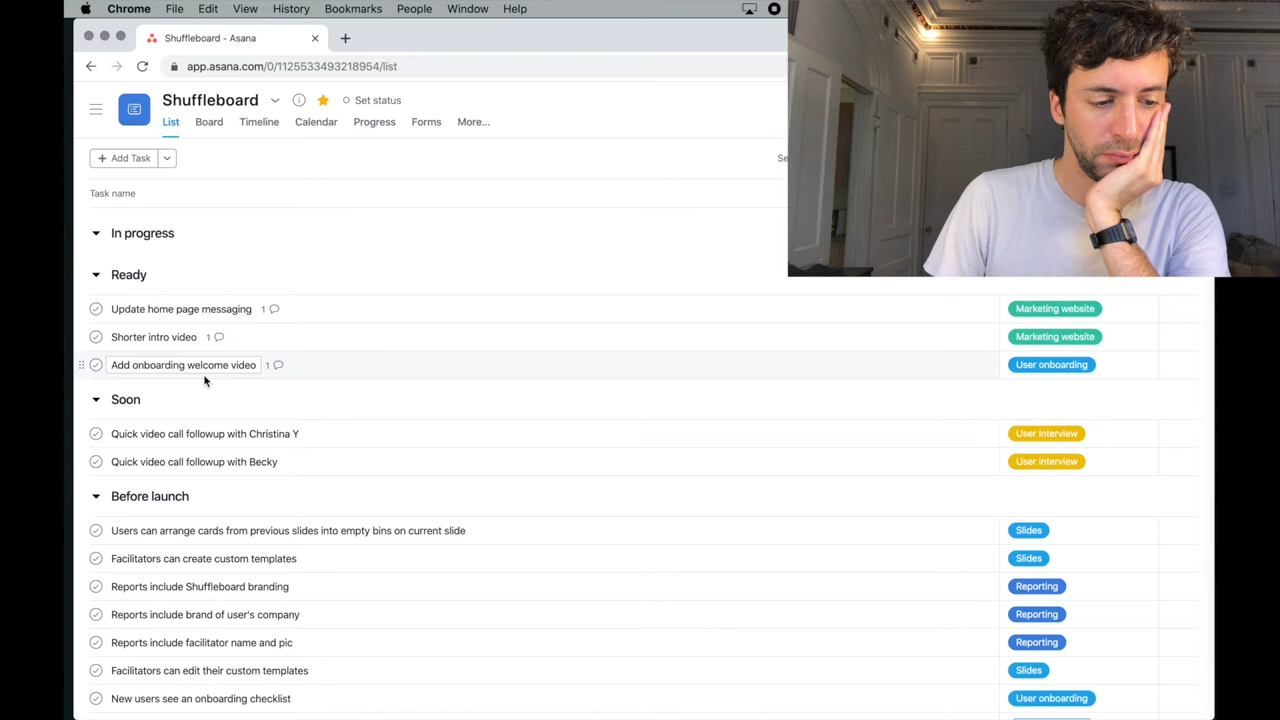 Chrome File Edit View History Bookmarks People Window Help
Shuffleboard - Asana
app.asana.com/0/1125533493218954/list
Shuffleboard Set status
List Board Timeline Calendar Progress Forms More...
+ Add Task
Task name
In progress
Ready
Update home page messaging 1 Marketing website
Shorter intro video 1 Marketing website
Add onboarding welcome video 1 User onboarding
Soon
Quick video call followup with Christina Y User interview
Quick video call followup with Becky User interview
Before launch
Users can arrange cards from previous slides into empty bins on current slide Slides
Facilitators can create custom templates Slides
Reports include Shuffleboard branding Reporting
Reports include brand of user's company Reporting
Reports include facilitator name and pic Reporting
Facilitators can edit their custom templates Slides
New users see an onboarding checklist User onboarding